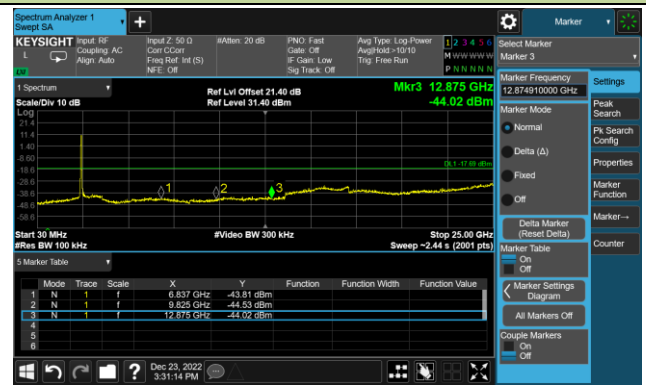 Spectrum Analyzer 1
Swept SA
Marker
KEYSIGHT
L
Input: RF
Coupling: AC
Align: Auto
Input Z: 50 Ω
Corr CCorr
Freq Ref: Int (S)
NFE: Off
#Atten: 20 dB
PNO: Fast
Gate: Off
IF Gain: Low
Sig Track: Off
Avg Type: Log-Power
Avg|Hold:>10/10
Trig: Free Run
1 2 3 4 5 6
M W W W W W
P N N N N N
Select Marker
Marker 3
1 Spectrum
Scale/Div 10 dB
Log
Ref Lvl Offset 21.40 dB
Ref Level 31.40 dBm
Mkr3 12.875 GHz
-44.02 dBm
21.4
11.4
1.40
-8.60
-18.6
-28.6
-38.6
-48.6
-58.6
DL1 -17.69 dBm
1
2
3
Start 30 MHz
#Res BW 100 kHz
#Video BW 300 kHz
Stop 25.00 GHz
Sweep ~2.44 s (2001 pts)
5 Marker Table
Mode Trace Scale X Y Function Function Width Function Value
1 N 1 f 6.837 GHz -43.81 dBm
2 N 1 f 9.825 GHz -44.53 dBm
3 N 1 f 12.875 GHz -44.02 dBm
4
5
6
Marker Frequency
12.874910000 GHz
Marker Mode
Normal
Delta (Δ)
Fixed
Off
Delta Marker
(Reset Delta)
Marker Table
On
Off
Marker Settings
Diagram
All Markers Off
Couple Markers
On
Off
Settings
Peak
Search
Pk Search
Config
Properties
Marker
Function
Marker→
Counter
?
Dec 23, 2022
3:31:14 PM